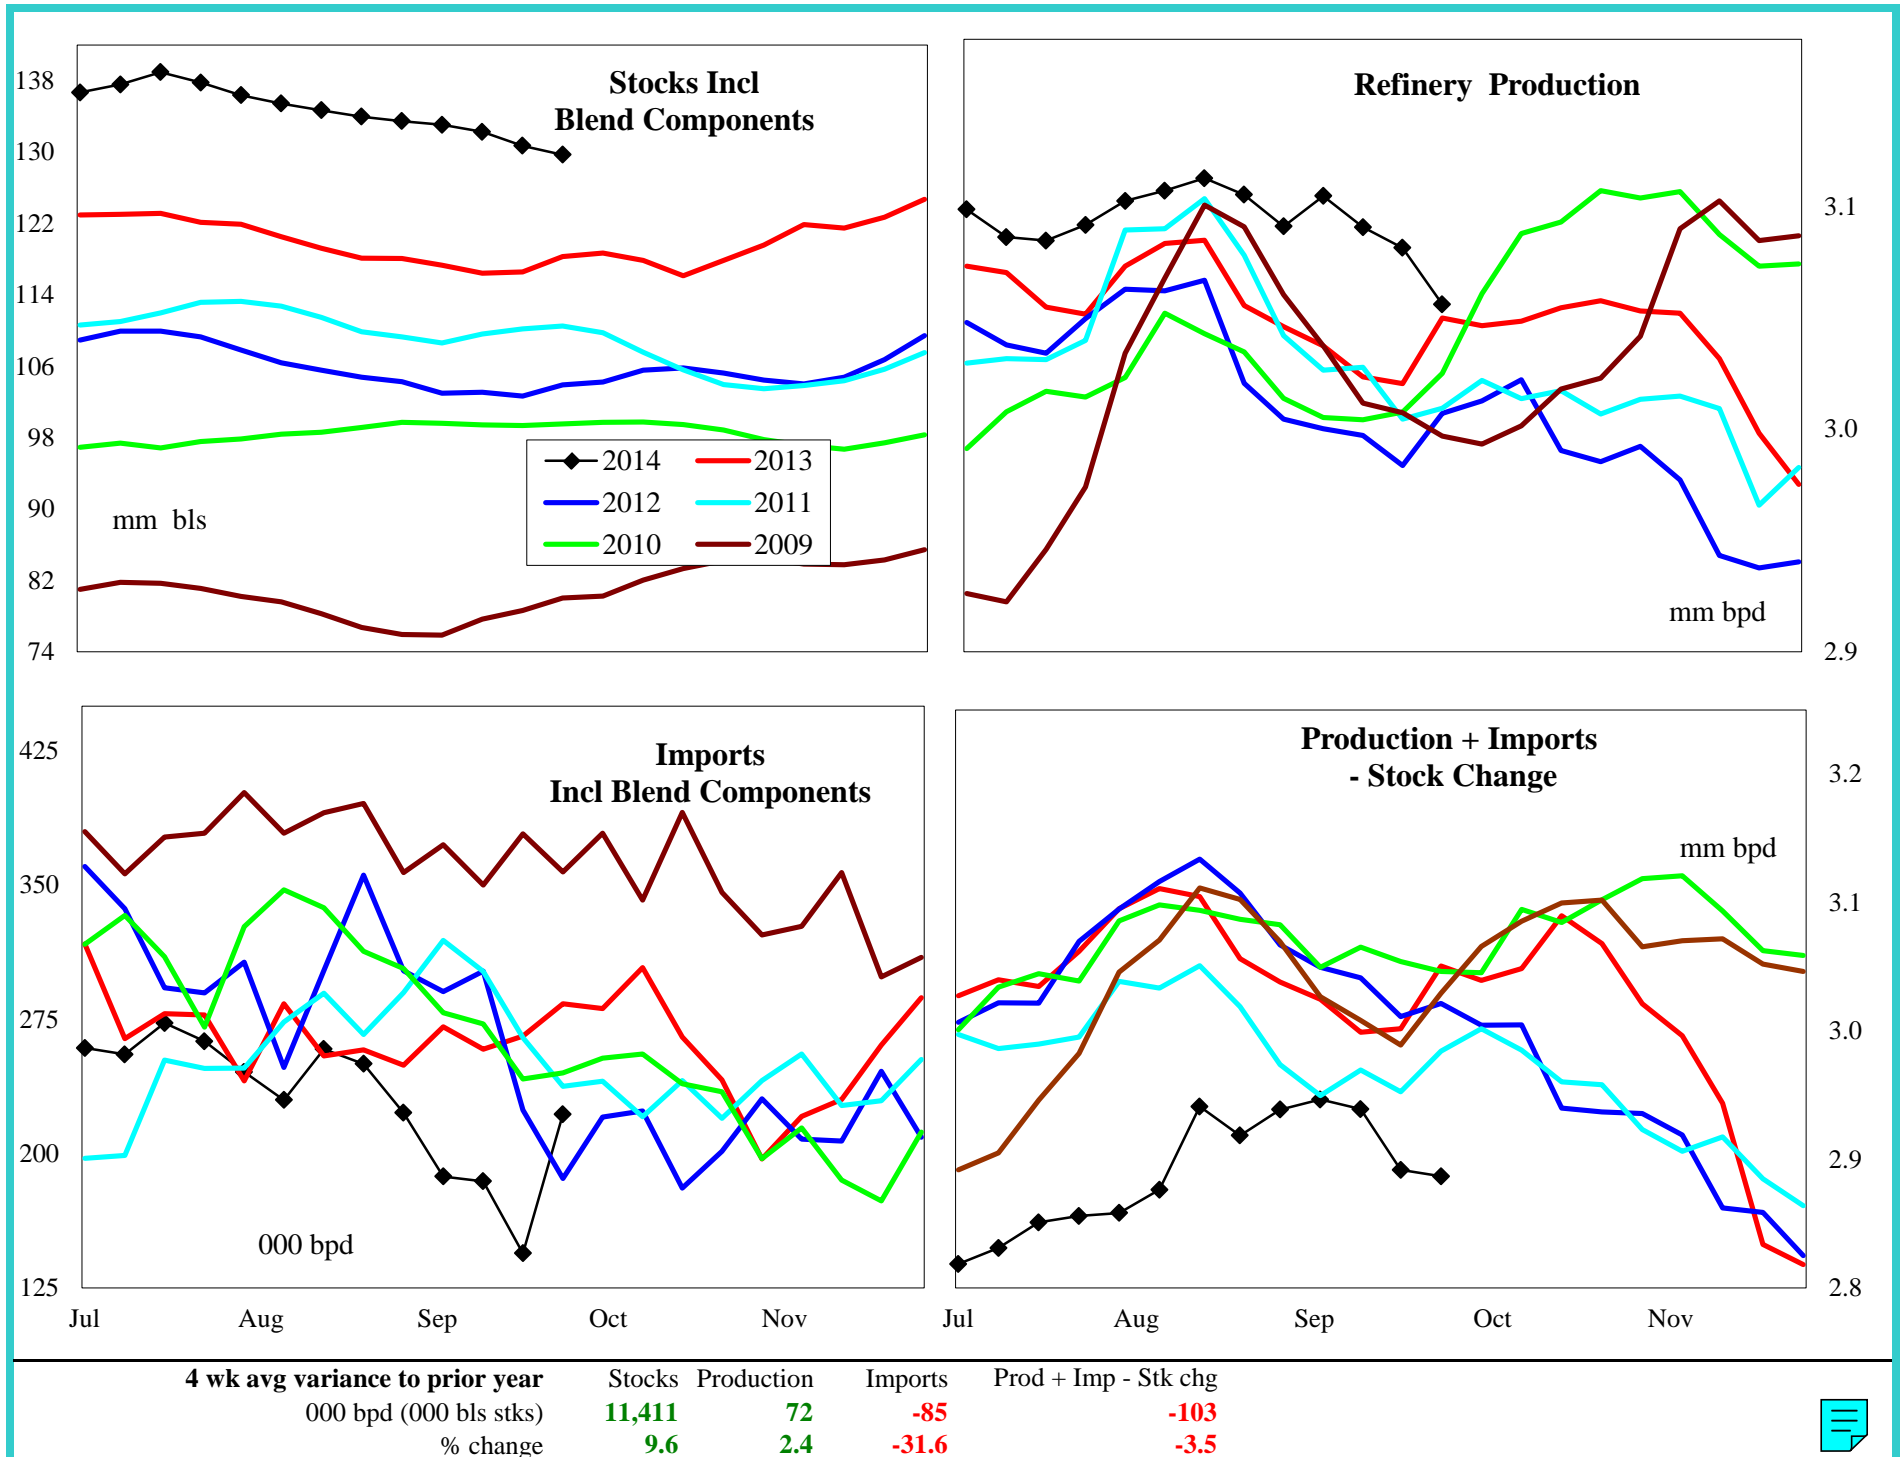 Stocks Incl
Blend Components
138
130
122
114
106
98
90
82
74
mm bls
2014 2013
2012 2011
2010 2009
Refinery Production
3.1
3.0
2.9
mm bpd
Imports
Incl Blend Components
425
350
275
200
125
000 bpd
Jul Aug Sep Oct Nov
Production + Imports
- Stock Change
mm bpd
3.2
3.1
3.0
2.9
2.8
Jul Aug Sep Oct Nov
4 wk avg variance to prior year Stocks Production Imports Prod + Imp - Stk chg
000 bpd (000 bls stks) 11,411 72 -85 -103
% change 9.6 2.4 -31.6 -3.5